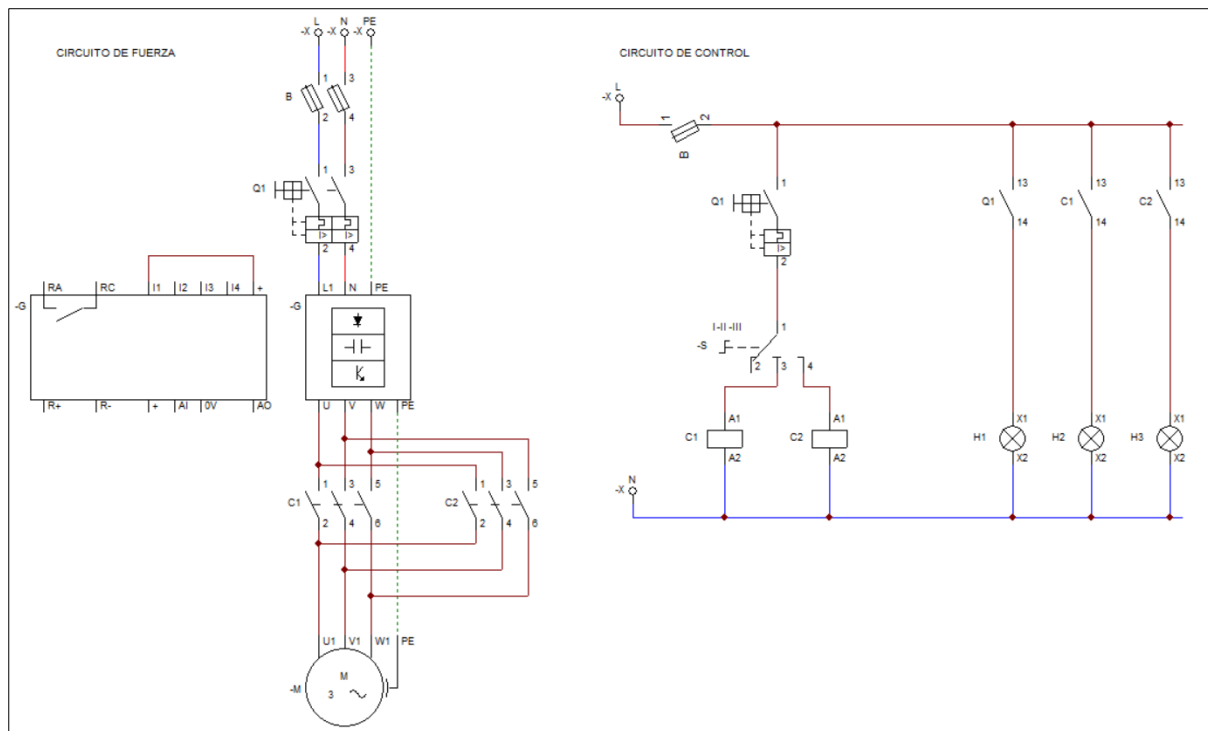 CIRCUITO DE FUERZA
-X L -X N -X PE
1 3
B
2 4
1 3
Q1
I> I>
2 4
RA RC I1 I2 I3 I4 +
-G
R+ R- + AI 0V AO
L1 N PE
-G
U V W PE
1 3 5
C1
2 4 6
1 3 5
C2
2 4 6
U1 V1 W1 PE
-M
M
3
CIRCUITO DE CONTROL
-X L
1 2
B
1
Q1
I>
2
I -II -III
1
-S
2 3 4
A1
C1
A2
A1
C2
A2
13
Q1
14
13
C1
14
13
C2
14
X1
H1
X2
X1
H2
X2
X1
H3
X2
-X N